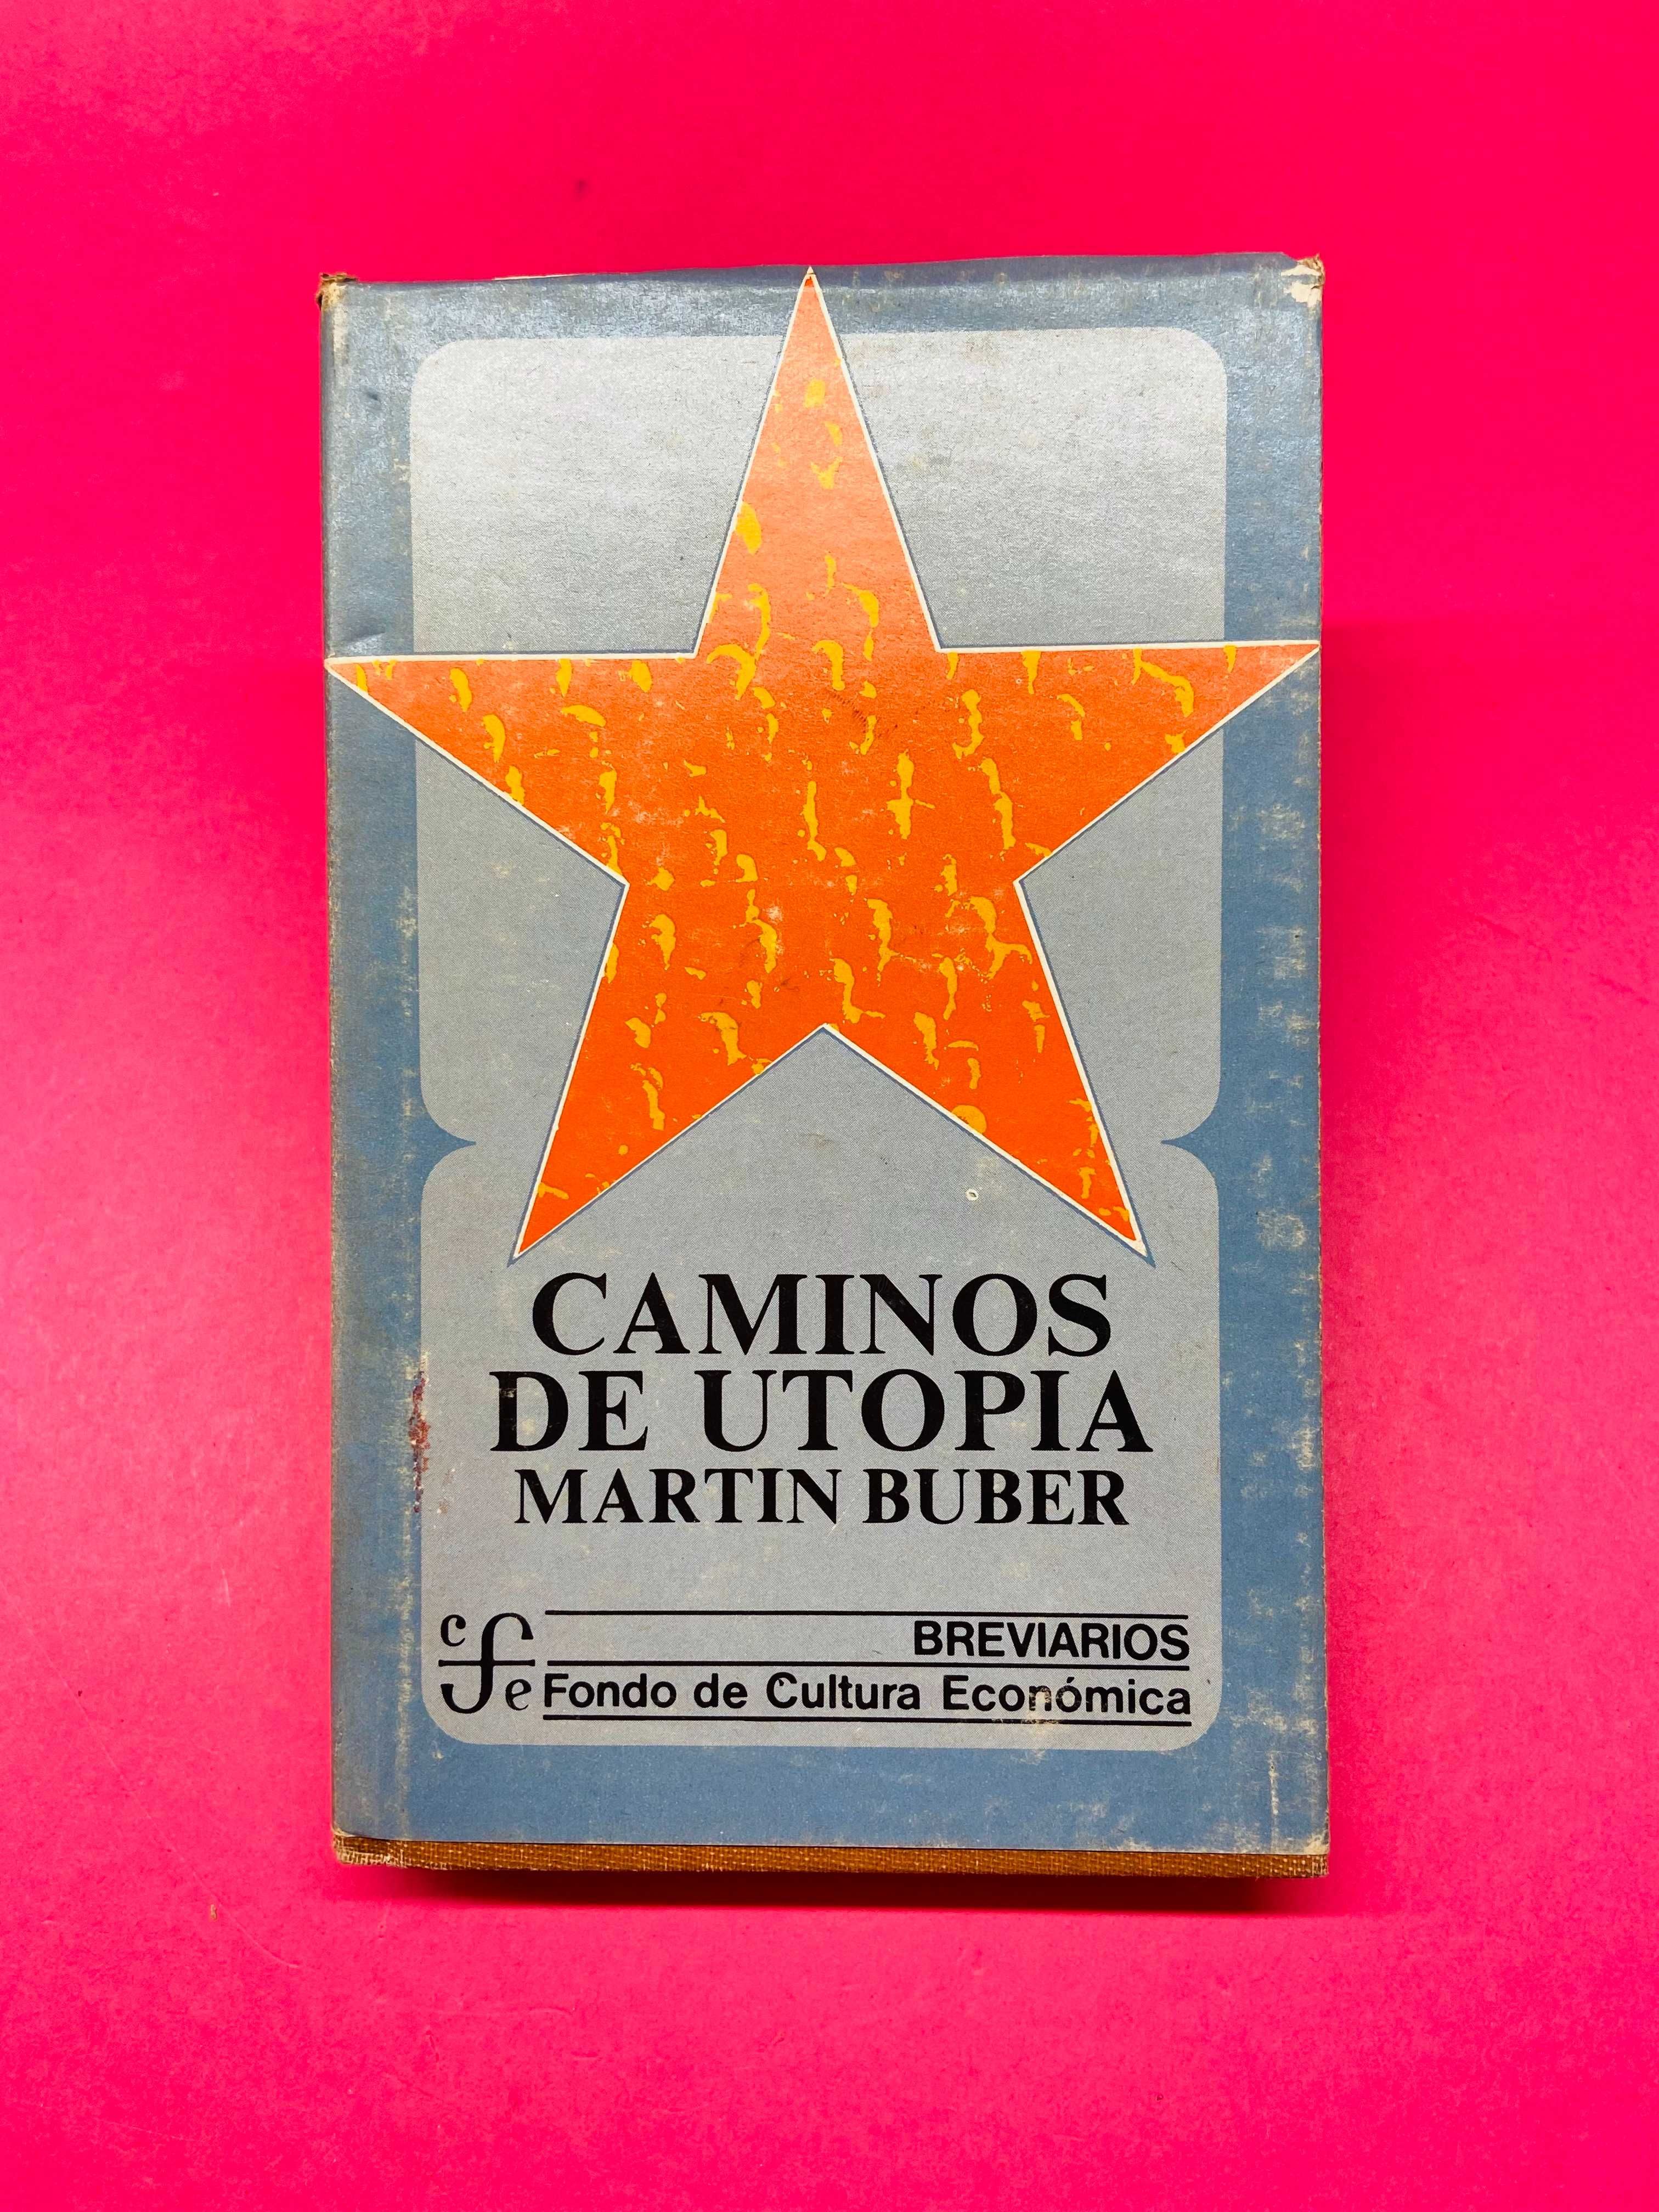 CAMINOS
DE UTOPIA
MARTIN BUBER
cfe
BREVIARIOS
Fondo de Cultura Económica